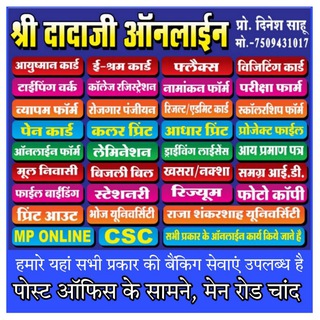 श्री दादाजी ऑनलाईन
प्रो. दिनेश साहू
मो.-7509431017
आयुष्मान कार्ड ई-श्रम कार्ड फ्लैक्स विजिटिंग कार्ड
टाईपिंग वर्क कॉलेज रजिस्ट्रेशन नामांकन फॉर्म परीक्षा फार्म
व्यापम फॉर्म रोजगार पंजीयन रिजल्ट/एडमिट कार्ड स्कॉलरशिप फॉर्म
पेन कार्ड कलर प्रिंट आधार प्रिंट प्रोजेक्ट फाईल
ऑनलाईन फॉर्म लेमिनेशन ड्राईविंग लाईसेंस आय प्रमाण पत्र
मूल निवासी बिजली बिल खसरा/नक्शा समग्र आई.डी.
फाईल बाईंडिंग स्टेशनरी रिज्यूम फोटो कॉपी
प्रिंट आउट भोज यूनिवर्सिटी राजा शंकरशाह यूनिवर्सिटी
MP ONLINE CSC सभी प्रकार के ऑनलाईन कार्य किये जाते है
हमारे यहां सभी प्रकार की बैंकिग सेवाएं उपलब्ध है
पोस्ट ऑफिस के सामने, मेन रोड चांद